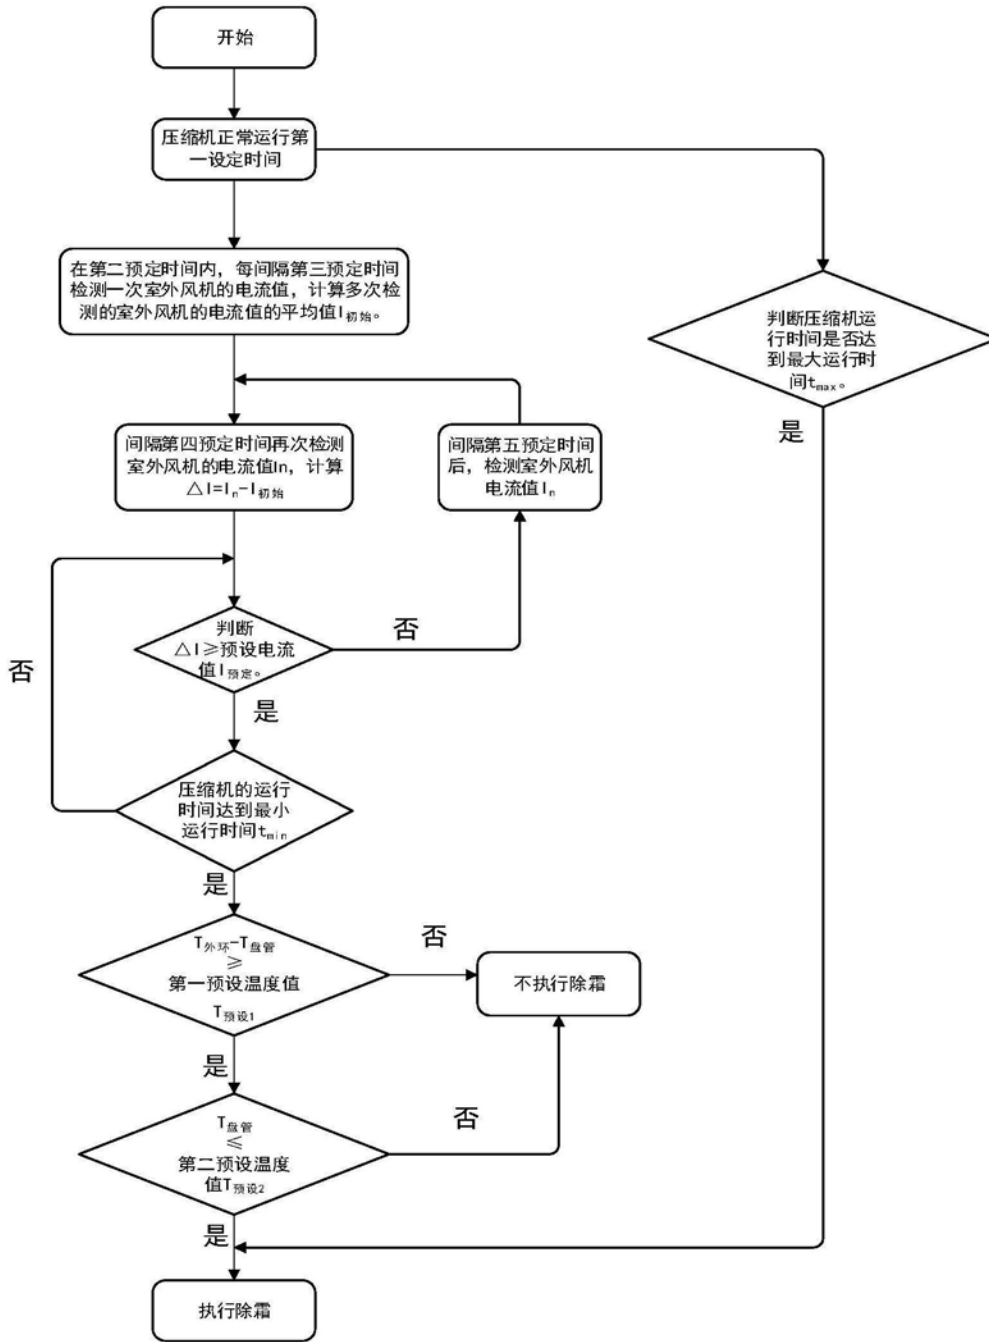 开始
压缩机正常运行第
一设定时间
在第二预定时间内，每间隔第三预定时间
检测一次室外风机的电流值，计算多次检
测的室外风机的电流值的平均值I初始。
判断压缩机运
行时间是否达
到最大运行时
间tmax。
是
间隔第四预定时间再次检测
室外风机的电流值In，计算
△I=In-I初始
间隔第五预定时间
后，检测室外风机
电流值In
判断
△I≥预设电流
值I预定。
否
否
是
压缩机的运行
时间达到最小
运行时间tmin
是
T外环-T盘管
≥
第一预设温度值
T预设1
否
不执行除霜
是
T盘管
≤
第二预设温度
值T预设2
否
是
执行除霜